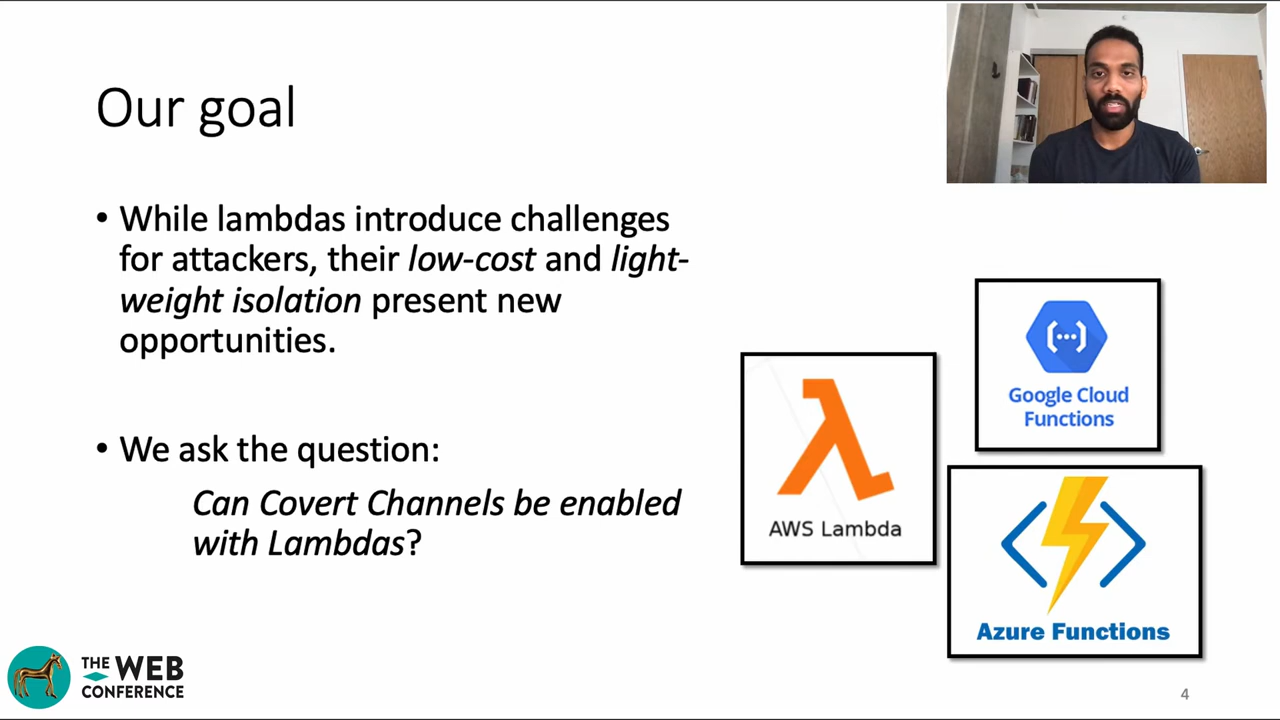 Our goal
• While lambdas introduce challenges
for attackers, their low-cost and light-
weight isolation present new
opportunities.
• We ask the question:
Can Covert Channels be enabled
with Lambdas?
AWS Lambda
Google Cloud
Functions
Azure Functions
THE WEB
CONFERENCE
4